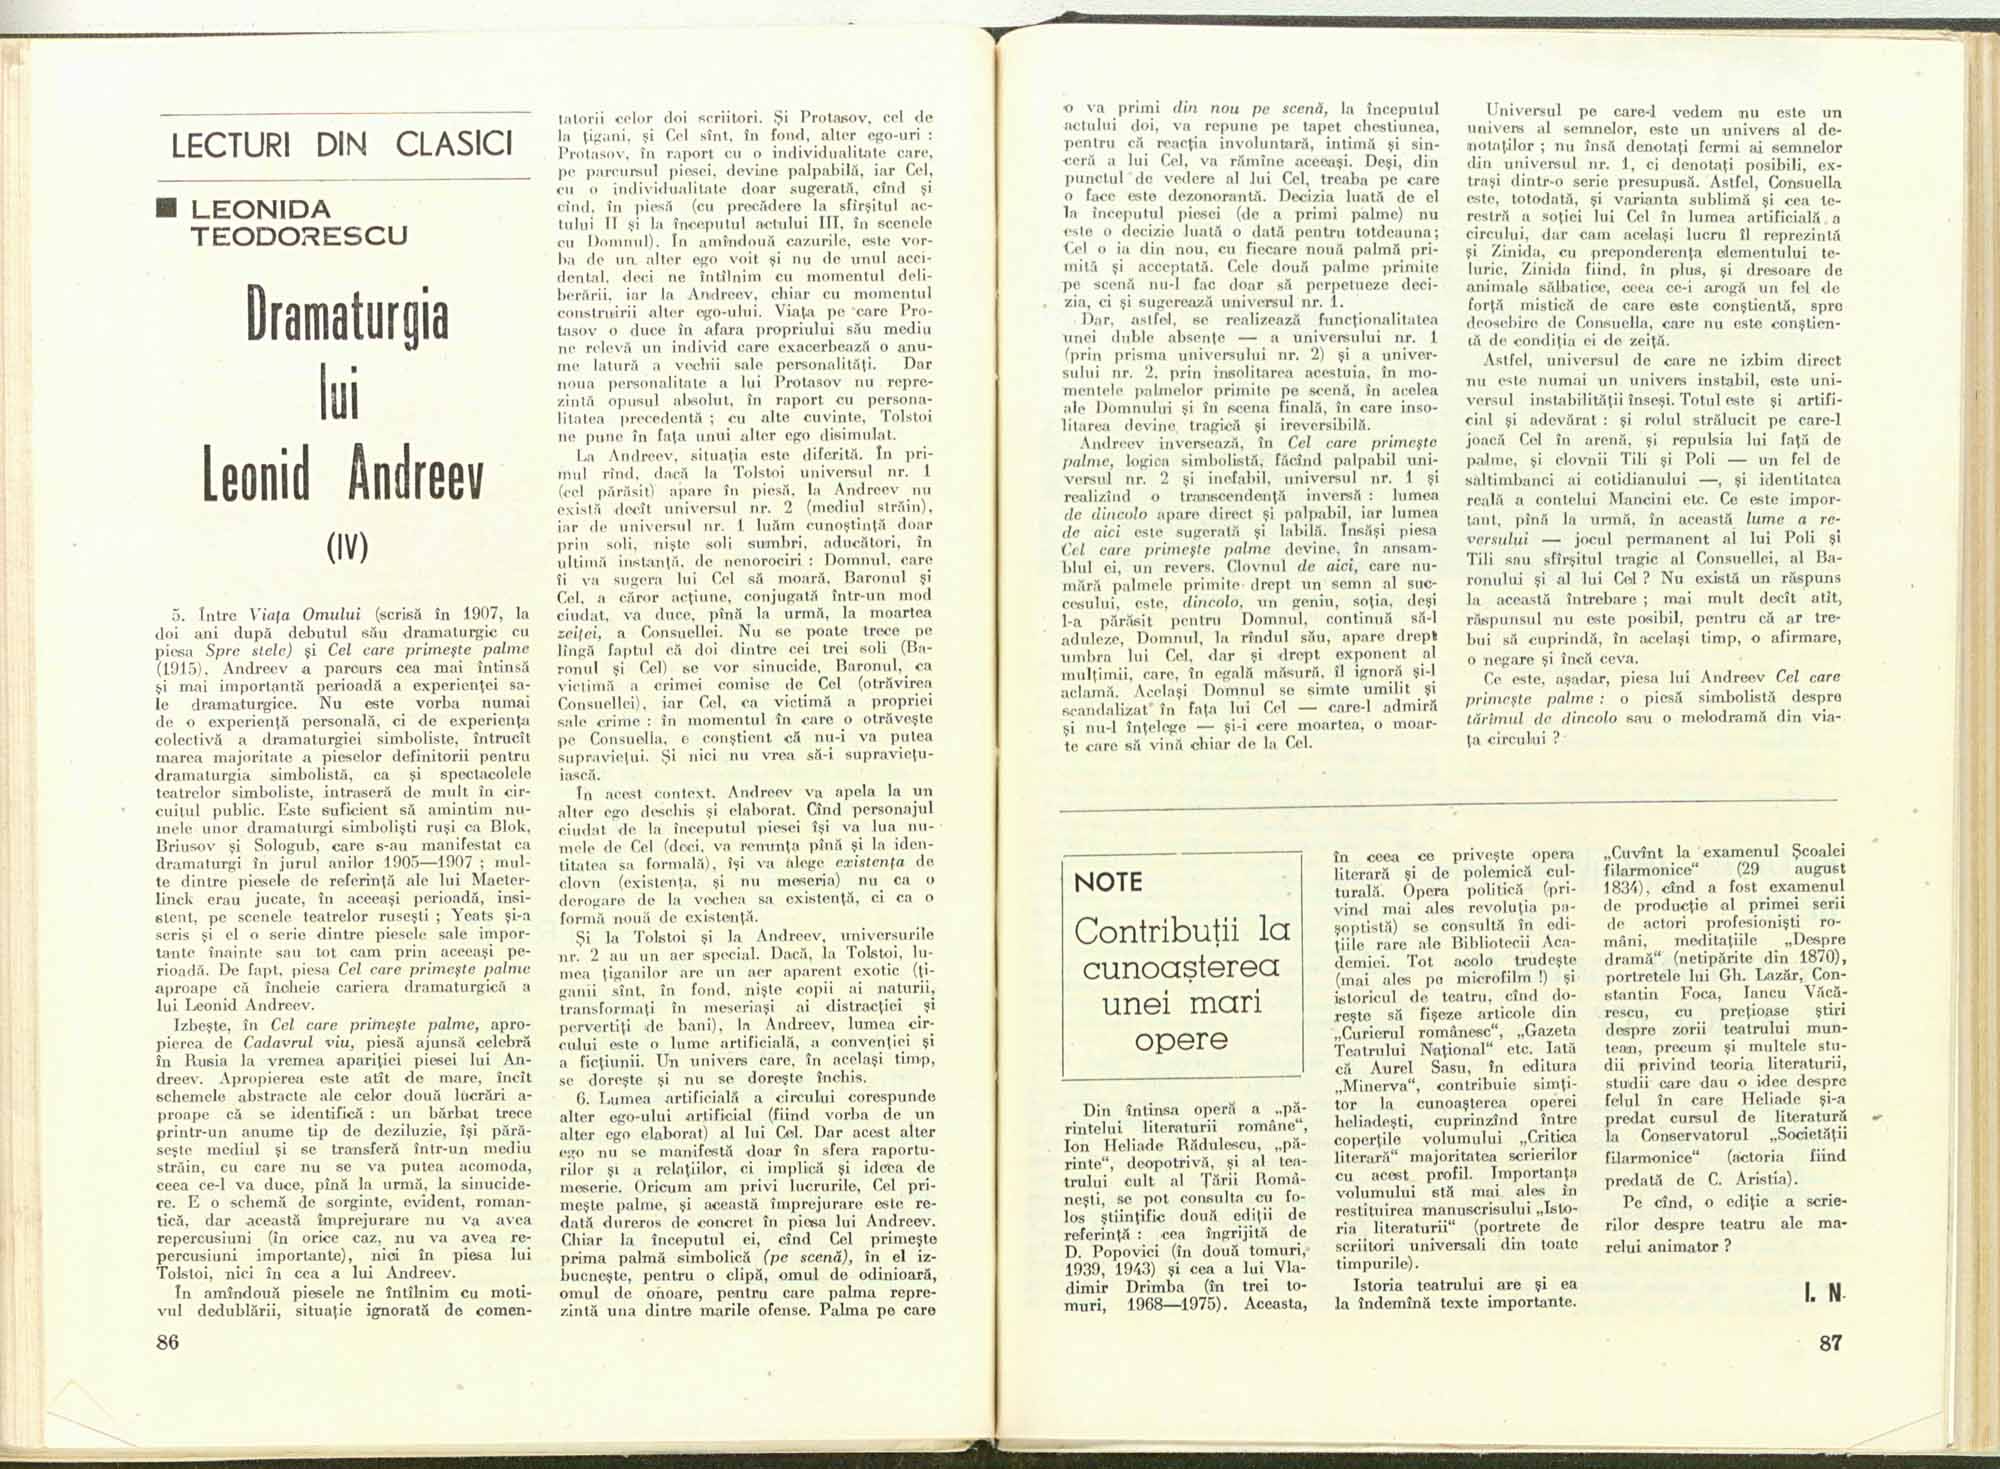 LECTURI DIN CLASICI
■ LEONIDA
TEODORESCU
Dramaturgia
lui
Leonid Andreev
(IV)
5. Între Viața Omului (scrisă în 1907, la
doi ani după debutul său dramaturgic cu
piesa Spre stele) și Cel care primește palme
(1915), Andreev a parcurs cea mai întinsă
și mai importantă perioadă a experienței sa-
le dramaturgice. Nu este vorba numai
de o experiență personală, ci de experiența
colectivă a dramaturgiei simboliste, întrucît
marea majoritate a pieselor definitorii pentru
dramaturgia simbolistă, ca și spectacolele
teatrelor simboliste, intraseră de mult în cir-
cuitul public. Este suficient să amintim nu-
mele unor dramaturgi simboliști ruși ca Blok,
Briusov și Sologub, care s-au manifestat ca
dramaturgi în jurul anilor 1905—1907 ; mul-
te dintre piesele de referință ale lui Maeter-
linck erau jucate, în aceeași perioadă, insi-
stent, pe scenele teatrelor rusești ; Yeats și-a
scris și el o serie dintre piesele sale impor-
tante înainte sau tot cam prin aceeași pe-
rioadă. De fapt, piesa Cel care primește palme
aproape că încheie cariera dramaturgică a
lui Leonid Andreev.
Izbește, în Cel care primește palme, apro-
pierea de Cadavrul viu, piesă ajunsă celebră
în Rusia la vremea apariției piesei lui An-
dreev. Apropierea este atît de mare, încît
schemele abstracte ale celor două lucrări a-
proape că se identifică : un bărbat trece
printr-un anume tip de deziluzie, își pără-
sește mediul și se transferă într-un mediu
străin, cu care nu se va putea acomoda,
ceea ce-l va duce, pînă la urmă, la sinucide-
re. E o schemă de sorginte, evident, roman-
tică, dar această împrejurare nu va avea
repercusiuni (în orice caz, nu va avea re-
percusiuni importante), nici în piesa lui
Tolstoi, nici în cea a lui Andreev.
În amîndouă piesele ne întîlnim cu moti-
vul dedublării, situație ignorată de comen-
86
tatorii celor doi scriitori. Și Protasov, cel de
la țigani, și Cel sînt, în fond, alter ego-uri :
Protasov, în raport cu o individualitate care,
pe parcursul piesei, devine palpabilă, iar Cel,
cu o individualitate doar sugerată, cînd și
cînd, în piesă (cu precădere la sfîrșitul ac-
tului II și la începutul actului III, în scenele
cu Domnul). În amîndouă cazurile, este vor-
ba de un alter ego voit și nu de unul acci-
dental, deci ne întîlnim cu momentul deli-
berării, iar la Andreev, chiar cu momentul
construirii alter ego-ului. Viața pe care Pro-
tasov o duce în afara propriului său mediu
ne relevă un individ care exacerbează o anu-
me latură a vechii sale personalități. Dar
noua personalitate a lui Protasov nu repre-
zintă opusul absolut, în raport cu persona-
litatea precedentă ; cu alte cuvinte, Tolstoi
ne pune în fața unui alter ego disimulat.
La Andreev, situația este diferită. În pri-
mul rînd, dacă la Tolstoi universul nr. 1
(cel părăsit) apare în piesă, la Andreev nu
există decît universul nr. 2 (mediul străin),
iar de universul nr. 1 luăm cunoștință doar
prin soli, niște soli sumbri, aducători, în
ultimă instanță, de nenorociri : Domnul, care
îi va sugera lui Cel să moară, Baronul și
Cel, a căror acțiune, conjugată într-un mod
ciudat, va duce, pînă la urmă, la moartea
zeiței, a Consuellei. Nu se poate trece pe
lîngă faptul că doi dintre cei trei soli (Ba-
ronul și Cel) se vor sinucide, Baronul, ca
victimă a crimei comise de Cel (otrăvirea
Consuellei), iar Cel, ca victimă a propriei
sale crime : în momentul în care o otrăvește
pe Consuella, e conștient că nu-i va putea
supraviețui. Și nici nu vrea să-i supraviețu-
iască.
În acest context, Andreev va apela la un
alter ego deschis și elaborat. Cînd personajul
ciudat de la începutul piesei își va lua nu-
mele de Cel (deci, va renunța pînă și la iden-
titatea sa formală), își va alege existența de
clovn (existența, și nu meseria) nu ca o
derogare de la vechea sa existență, ci ca o
formă nouă de existență.
Și la Tolstoi și la Andreev, universurile
nr. 2 au un aer special. Dacă, la Tolstoi, lu-
mea țiganilor are un aer aparent exotic (ți-
ganii sînt, în fond, niște copii ai naturii,
transformați în meseriași ai distracției și
pervertiți de bani), la Andreev, lumea cir-
cului este o lume artificială, a convenției și
a ficțiunii. Un univers care, în același timp,
se dorește și nu se dorește închis.
6. Lumea artificială a circului corespunde
alter ego-ului artificial (fiind vorba de un
alter ego elaborat) al lui Cel. Dar acest alter
ego nu se manifestă doar în sfera raportu-
rilor și a relațiilor, ci implică și ideea de
meserie. Oricum am privi lucrurile, Cel pri-
mește palme, și această împrejurare este re-
dată dureros de concret în piesa lui Andreev.
Chiar la începutul ei, cînd Cel primește
prima palmă simbolică (pe scenă), în el iz-
bucnește, pentru o clipă, omul de odinioară,
omul de onoare, pentru care palma repre-
zintă una dintre marile ofense. Palma pe care
o va primi din nou pe scenă, la începutul
actului doi, va repune pe tapet chestiunea,
pentru că reacția involuntară, intimă și sin-
ceră a lui Cel, va rămîne aceeași. Deși, din
punctul de vedere al lui Cel, treaba pe care
o face este dezonorantă. Decizia luată de el
la începutul piesei (de a primi palme) nu
este o decizie luată o dată pentru totdeauna;
Cel o ia din nou, cu fiecare nouă palmă pri-
mită și acceptată. Cele două palme primite
pe scenă nu-l fac doar să perpetueze deci-
zia, ci și sugerează universul nr. 1.
Dar, astfel, se realizează funcționalitatea
unei duble absențe — a universului nr. 1
(prin prisma universului nr. 2) și a univer-
sului nr. 2, prin insolitarea acestuia, în mo-
mentele palmelor primite pe scenă, în acelea
ale Domnului și în scena finală, în care inso-
litarea devine tragică și ireversibilă.
Andreev inversează, în Cel care primește
palme, logica simbolistă, făcînd palpabil uni-
versul nr. 2 și inefabil, universul nr. 1 și
realizînd o transcendență inversă : lumea
de dincolo apare direct și palpabil, iar lumea
de aici este sugerată și labilă. Însăși piesa
Cel care primește palme devine, în ansam-
blul ei, un revers. Clovnul de aici, care nu-
mără palmele primite drept un semn al suc-
cesului, este, dincolo, un geniu, soția, deși
l-a părăsit pentru Domnul, continuă să-l
aduleze, Domnul, la rîndul său, apare drept
umbra lui Cel, dar și drept exponent al
mulțimii, care, în egală măsură, îl ignoră și-l
aclamă. Același Domnul se simte umilit și
scandalizat în fața lui Cel — care-l admiră
și nu-l înțelege — și-i cere moartea, o moar-
te care să vină chiar de la Cel.
Universul pe care-l vedem nu este un
univers al semnelor, este un univers al de-
notaților ; nu însă denotați fermi ai semnelor
din universul nr. 1, ci denotați posibili, ex-
trași dintr-o serie presupusă. Astfel, Consuella
este, totodată, și varianta sublimă și cea te-
restră a soției lui Cel în lumea artificială a
circului, dar cam același lucru îl reprezintă
și Zinida, cu preponderența elementului te-
luric, Zinida fiind, în plus, și dresoare de
animale sălbatice, ceea ce-i arogă un fel de
forță mistică de care este conștientă, spre
deosebire de Consuella, care nu este conștien-
tă de condiția ei de zeiță.
Astfel, universul de care ne izbim direct
nu este numai un univers instabil, este uni-
versul instabilității înseși. Totul este și artifi-
cial și adevărat : și rolul strălucit pe care-l
joacă Cel în arenă, și repulsia lui față de
palme, și clovnii Tili și Poli — un fel de
saltimbanci ai cotidianului —, și identitatea
reală a contelui Mancini etc. Ce este impor-
tant, pînă la urmă, în această lume a re-
versului — jocul permanent al lui Poli și
Tili sau sfîrșitul tragic al Consuellei, al Ba-
ronului și al lui Cel ? Nu există un răspuns
la această întrebare ; mai mult decît atît,
răspunsul nu este posibil, pentru că ar tre-
bui să cuprindă, în același timp, o afirmare,
o negare și încă ceva.
Ce este, așadar, piesa lui Andreev Cel care
primește palme : o piesă simbolistă despre
tărîmul de dincolo sau o melodramă din via-
ța circului ?
NOTE
Contribuții la
cunoașterea
unei mari
opere
Din întinsa operă a „pă-
rintelui literaturii române“,
Ion Heliade Rădulescu, „pă-
rinte“, deopotrivă, și al tea-
trului cult al Țării Româ-
nești, se pot consulta cu fo-
los științific două ediții de
referință : cea îngrijită de
D. Popovici (în două tomuri,
1939, 1943) și cea a lui Vla-
dimir Drimba (în trei to-
muri, 1968—1975). Aceasta,
în ceea ce privește opera
literară și de polemică cul-
turală. Opera politică (pri-
vind mai ales revoluția pa-
șoptistă) se consultă în edi-
țiile rare ale Bibliotecii Aca-
demiei. Tot acolo trudește
(mai ales pe microfilm !) și
istoricul de teatru, cînd do-
rește să fișeze articole din
„Curierul românesc“, „Gazeta
Teatrului Național“ etc. Iată
că Aurel Sasu, în editura
„Minerva“, contribuie simți-
tor la cunoașterea operei
heliadești, cuprinzînd între
coperțile volumului „Critica
literară“ majoritatea scrierilor
cu acest profil. Importanța
volumului stă mai ales în
restituirea manuscrisului „Isto-
ria literaturii“ (portrete de
scriitori universali din toate
timpurile).
Istoria teatrului are și ea
la îndemînă texte importante.
„Cuvînt la examenul Școalei
filarmonice“ (29 august
1834), cînd a fost examenul
de producție al primei serii
de actori profesioniști ro-
mâni, meditațiile „Despre
dramă“ (netipărite din 1870),
portretele lui Gh. Lazăr, Con-
stantin Foca, Iancu Văcă-
rescu, cu prețioase știri
despre zorii teatrului mun-
tean, precum și multele stu-
dii privind teoria literaturii,
studii care dau o idee despre
felul în care Heliade și-a
predat cursul de literatură
la Conservatorul „Societății
filarmonice“ (actoria fiind
predată de C. Aristia).
Pe cînd, o ediție a scrie-
rilor despre teatru ale ma-
relui animator ?
I. N.
87